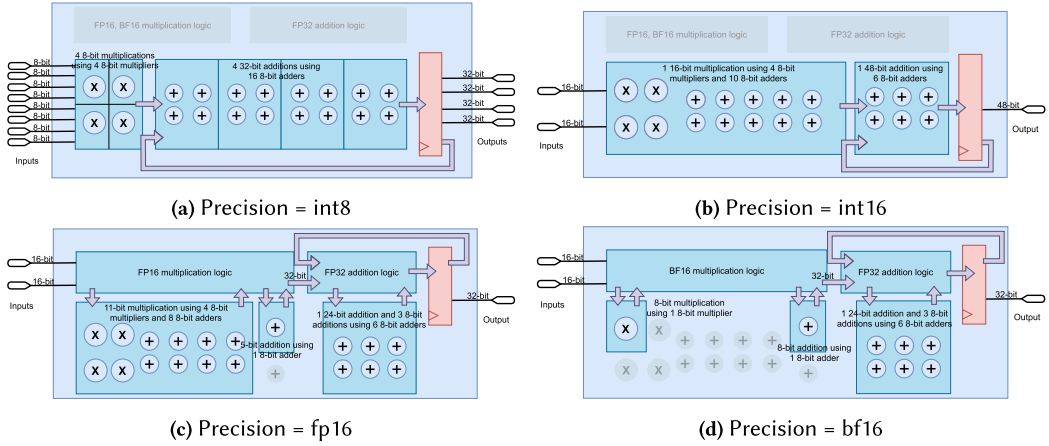 FP16, BF16 multiplication logic
FP32 addition logic
4 8-bit multiplications
using 4 8-bit multipliers
4 32-bit additions using
16 8-bit adders
8-bit
8-bit
8-bit
8-bit
8-bit
8-bit
8-bit
8-bit
Inputs
32-bit
32-bit
32-bit
32-bit
Outputs
(a) Precision = int8
FP16, BF16 multiplication logic
FP32 addition logic
1 16-bit multiplication using 4 8-bit
multipliers and 10 8-bit adders
1 48-bit addition using
6 8-bit adders
16-bit
16-bit
Inputs
48-bit
Output
(b) Precision = int16
16-bit
16-bit
Inputs
FP16 multiplication logic
32-bit
FP32 addition logic
11-bit multiplication using 4 8-bit
multipliers and 8 8-bit adders
5-bit addition using
1 8-bit adder
1 24-bit addition and 3 8-bit
additions using 6 8-bit adders
32-bit
Output
(c) Precision = fp16
16-bit
16-bit
Inputs
BF16 multiplication logic
32-bit
FP32 addition logic
8-bit multiplication
using 1 8-bit multiplier
8-bit addition using
1 8-bit adder
1 24-bit addition and 3 8-bit
additions using 6 8-bit adders
32-bit
Output
(d) Precision = bf16